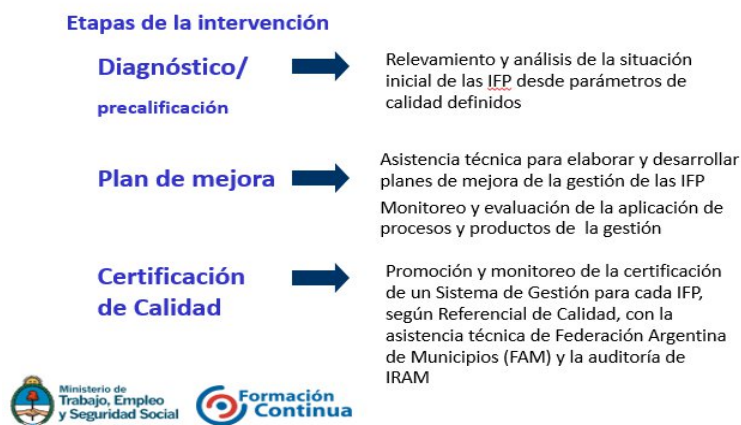 Etapas de la intervención
Diagnóstico/
precalificación
Relevamiento y análisis de la situación
inicial de las IFP desde parámetros de
calidad definidos
Plan de mejora
Asistencia técnica para elaborar y desarrollar
planes de mejora de la gestión de las IFP
Monitoreo y evaluación de la aplicación de
procesos y productos de  la gestión
Certificación
de Calidad
Promoción y monitoreo de la certificación
de un Sistema de Gestión para cada IFP,
según Referencial de Calidad, con la
asistencia técnica de Federación Argentina
de Municipios (FAM) y la auditoría de
IRAM
Ministerio de
Trabajo, Empleo
y Seguridad Social
Formación
Continua